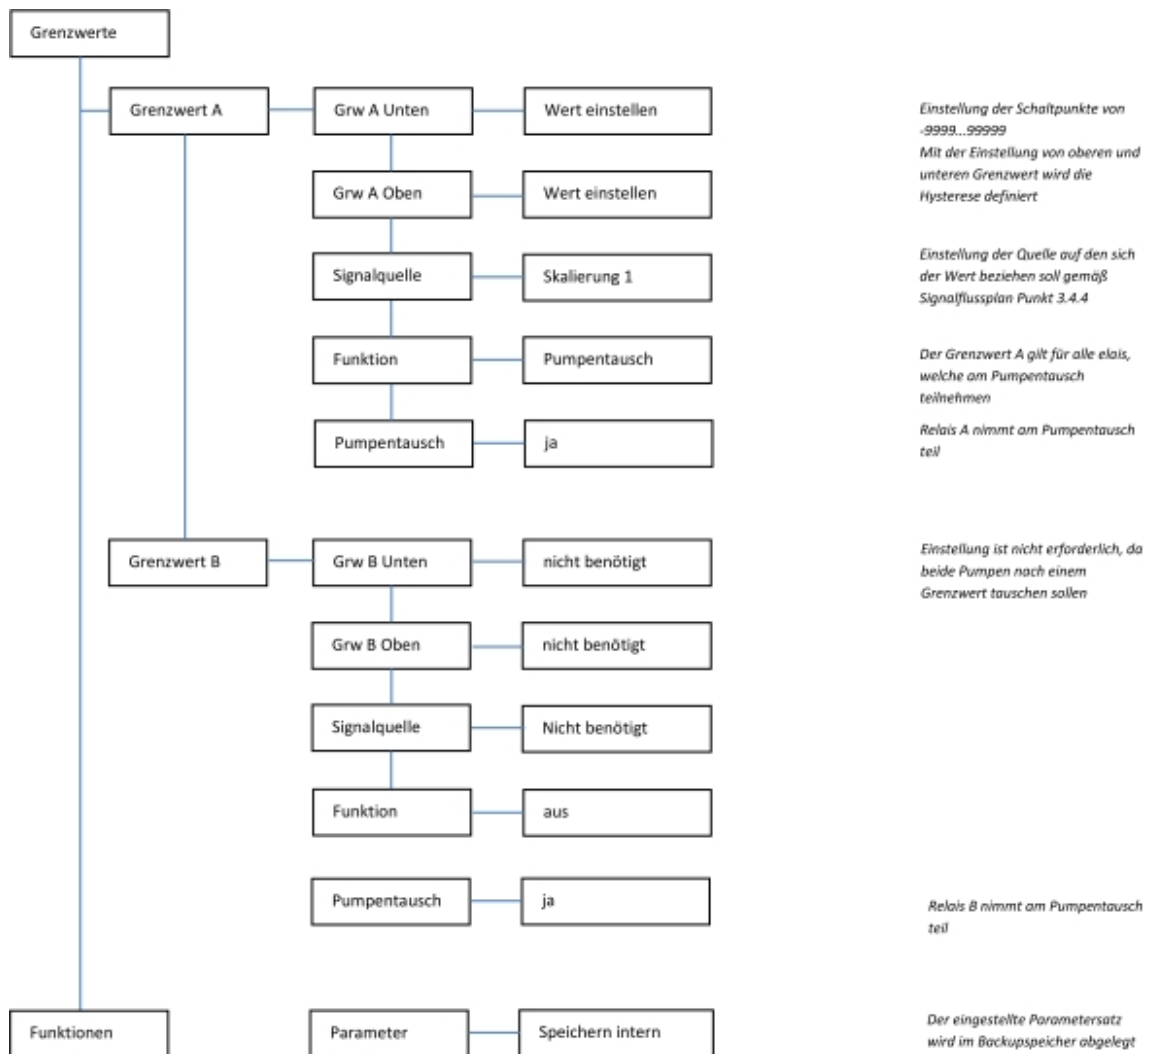 Grenzwerte
Grenzwert A
Grw A Unten
Wert einstellen
Einstellung der Schaltpunkte von
-9999...99999
Mit der Einstellung von oberen und
unteren Grenzwert wird die
Hysterese definiert
Grw A Oben
Wert einstellen
Signalquelle
Skalierung 1
Einstellung der Quelle auf den sich
der Wert beziehen soll gemäß
Signalflussplan Punkt 3.4.4
Funktion
Pumpentausch
Der Grenzwert A gilt für alle elais,
welche am Pumpentausch
teilnehmen
Pumpentausch
ja
Relais A nimmt am Pumpentausch
teil
Grenzwert B
Grw B Unten
nicht benötigt
Einstellung ist nicht erforderlich, da
beide Pumpen nach einem
Grenzwert tauschen sollen
Grw B Oben
nicht benötigt
Signalquelle
Nicht benötigt
Funktion
aus
Pumpentausch
ja
Relais B nimmt am Pumpentausch
teil
Funktionen
Parameter
Speichern intern
Der eingestellte Parametersatz
wird im Backupspeicher abgelegt